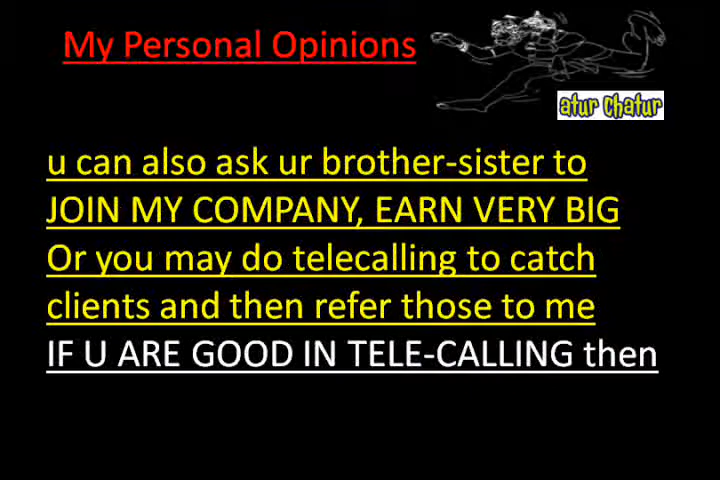 My Personal Opinions
atur chatur
u can also ask ur brother-sister to
JOIN MY COMPANY, EARN VERY BIG
Or you may do telecalling to catch
clients and then refer those to me
IF U ARE GOOD IN TELE-CALLING then